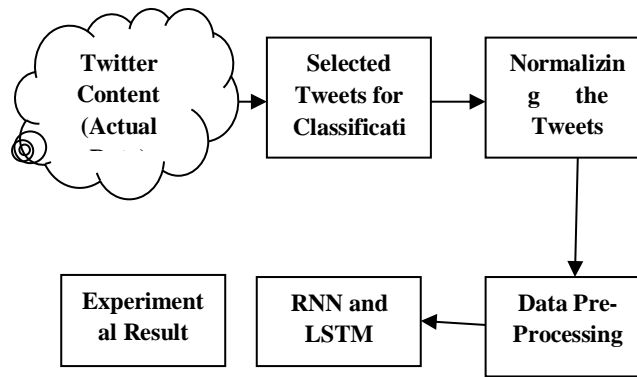 Twitter
Content
(Actual
Selected
Tweets for
Classificati
Normalizin
g the
Tweets
Experiment
al Result
RNN and
LSTM
Data Pre-
Processing